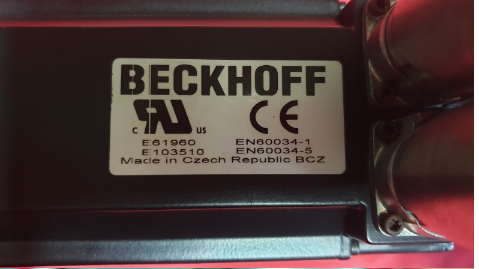 BECKHOFF
c US CE
E61960 EN60034-1
E103510 EN60034-5
Made in Czech Republic BCZ